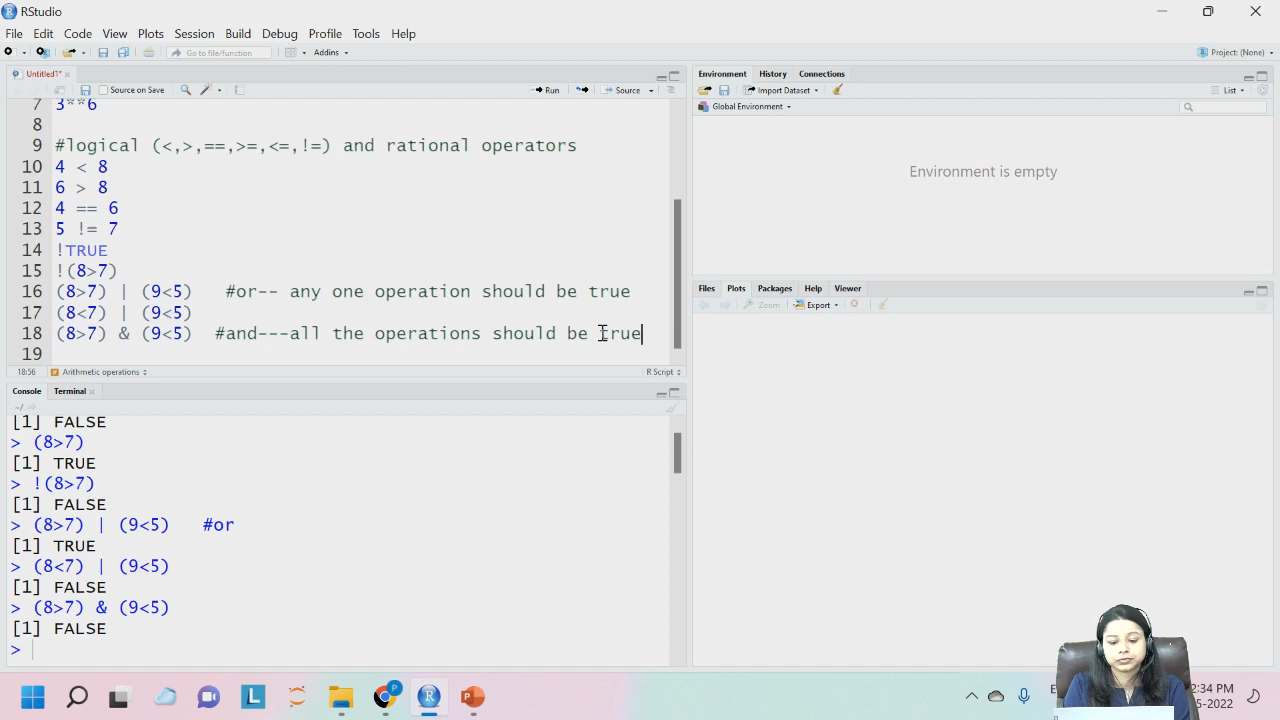 RStudio
File Edit Code View Plots Session Build Debug Profile Tools Help
Go to file/function Addins Project: (None)
Untitled1*
Source on Save Run Source
7 3**6
8
9 #logical (<,>,==,>=,<=,!=) and rational operators
10 4 < 8
11 6 > 8
12 4 == 6
13 5 != 7
14 !TRUE
15 !(8>7)
16 (8>7) | (9<5) #or-- any one operation should be true
17 (8<7) | (9<5)
18 (8>7) & (9<5) #and---all the operations should be true
19
18:56 Arithmetic operations R Script
Console Terminal
~/
[1] FALSE
> (8>7)
[1] TRUE
> !(8>7)
[1] FALSE
> (8>7) | (9<5) #or
[1] TRUE
> (8<7) | (9<5)
[1] FALSE
> (8>7) & (9<5)
[1] FALSE
>
Environment History Connections
Import Dataset List
Global Environment
Environment is empty
Files Plots Packages Help Viewer
Zoom Export
2:34 PM
-2022